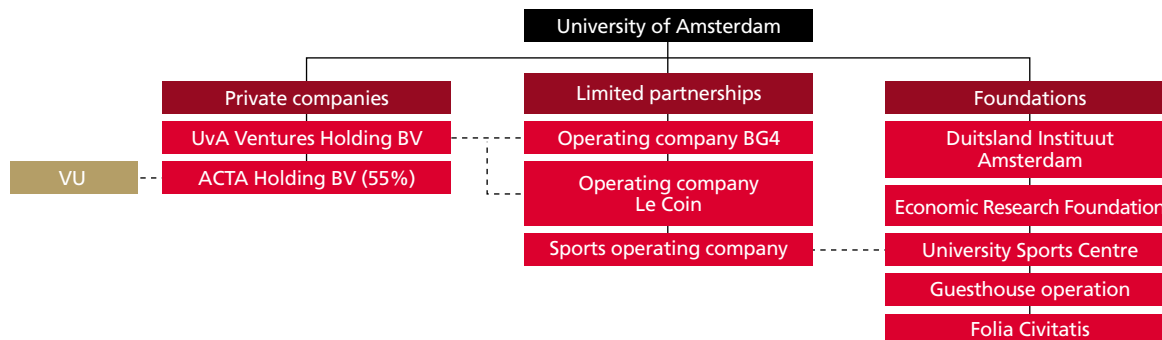 University of Amsterdam
Private companies
UvA Ventures Holding BV
VU
ACTA Holding BV (55%)
Limited partnerships
Operating company BG4
Operating company
Le Coin
Sports operating company
Foundations
Duitsland Instituut
Amsterdam
Economic Research Foundation
University Sports Centre
Guesthouse operation
Folia Civitatis